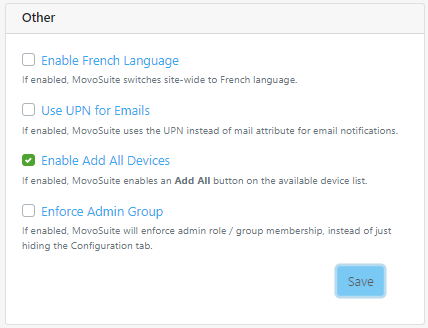 Other
Enable French Language
If enabled, MovoSuite switches site-wide to French language.
Use UPN for Emails
If enabled, MovoSuite uses the UPN instead of mail attribute for email notifications.
Enable Add All Devices
If enabled, MovoSuite enables an Add All button on the available device list.
Enforce Admin Group
If enabled, MovoSuite will enforce admin role / group membership, instead of just
hiding the Configuration tab.
Save